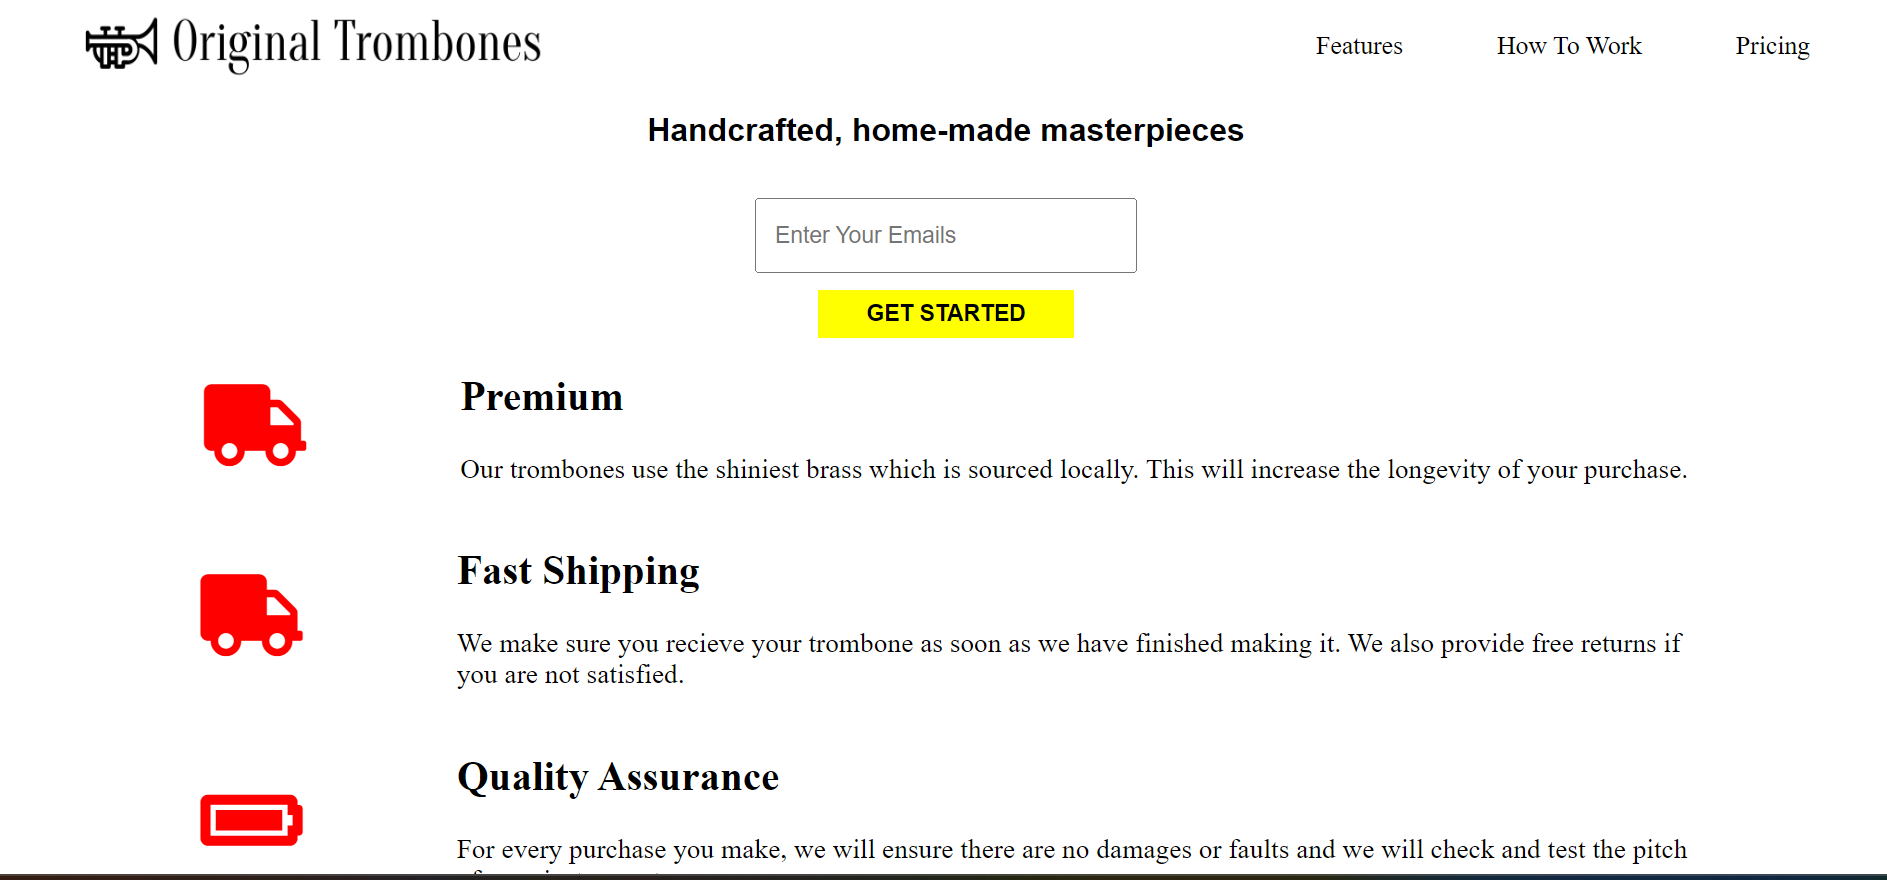 Original Trombones
Features
How To Work
Pricing
Handcrafted, home-made masterpieces
Enter Your Emails
GET STARTED
Premium
Our trombones use the shiniest brass which is sourced locally. This will increase the longevity of your purchase.
Fast Shipping
We make sure you recieve your trombone as soon as we have finished making it. We also provide free returns if
you are not satisfied.
Quality Assurance
For every purchase you make, we will ensure there are no damages or faults and we will check and test the pitch